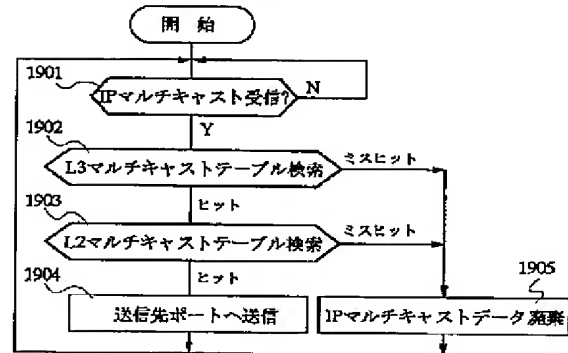 開 始
1901
IPマルチキャスト受信?
N
Y
1902
L3マルチキャストテーブル検索
ミスヒット
ヒット
1903
L2マルチキャストテーブル検索
ミスヒット
ヒット
1904
送信先ポートへ送信
1905
IPマルチキャストデータ廃棄